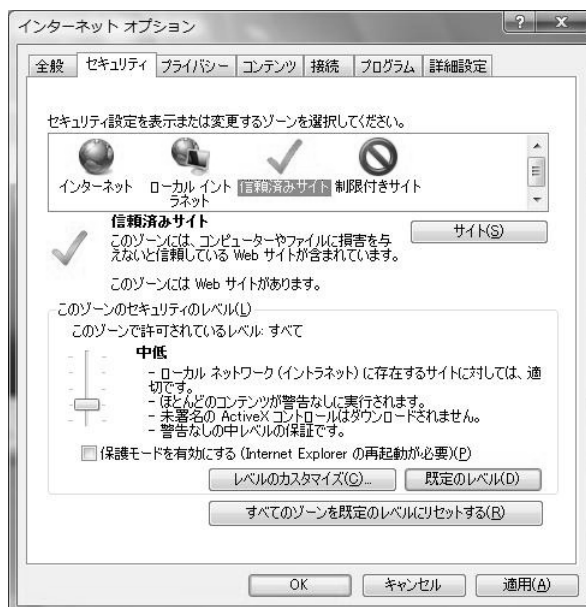 インターネット オプション
全般 セキュリティ プライバシー コンテンツ 接続 プログラム 詳細設定
セキュリティ設定を表示または変更するゾーンを選択してください。
インターネット ローカル イント 信頼済みサイト 制限付きサイト
ラネット
信頼済みサイト
サイト(S)
このゾーンには、コンピューターやファイルに損害を与
えないと信頼している Web サイトが含まれています。
このゾーンには Web サイトがあります。
このゾーンのセキュリティのレベル(L)
このゾーンで許可されているレベル: すべて
中低
- ローカル ネットワーク (イントラネット) に存在するサイトに対しては、適
切です。
- ほとんどのコンテンツが警告なしに実行されます。
- 未署名の ActiveX コントロールはダウンロードされません。
- 警告なしの中レベルの保証です。
保護モードを有効にする (Internet Explorer の再起動が必要)(P)
レベルのカスタマイズ(C)... 既定のレベル(D)
すべてのゾーンを既定のレベルにリセットする(R)
OK キャンセル 適用(A)